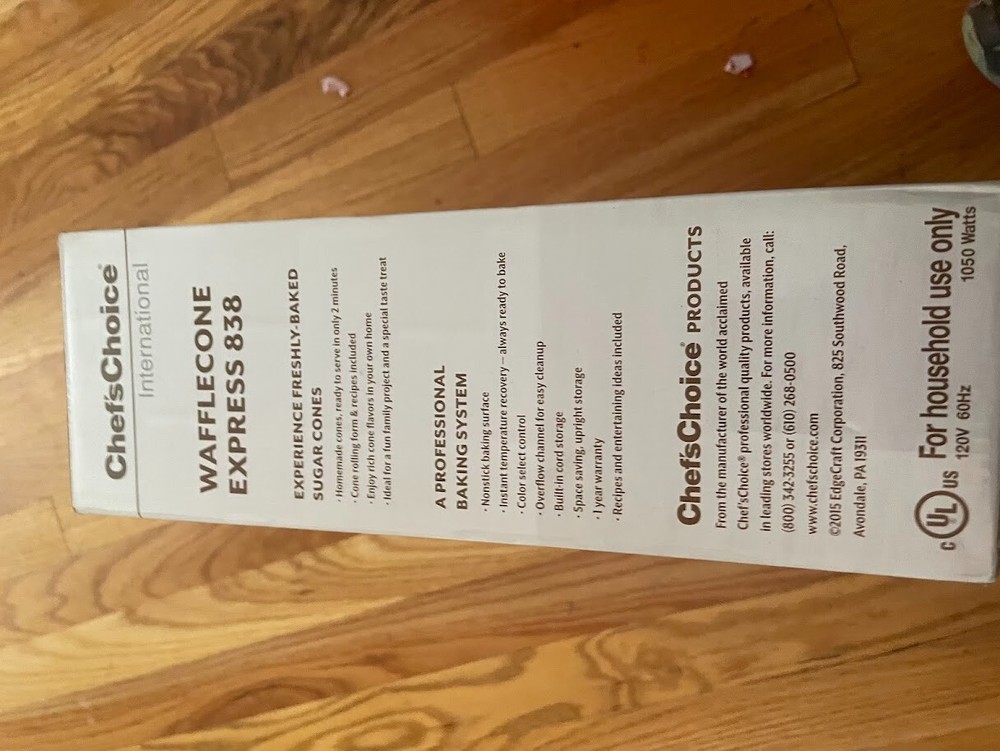 Chef'sChoice®
International
WAFFLECONE
EXPRESS 838
EXPERIENCE FRESHLY-BAKED
SUGAR CONES
· Homemade cones, ready to serve in only 2 minutes
· Cone rolling form & recipes included
· Enjoy rich cone flavors in your own home
· Ideal for a fun family project and a special taste treat
A PROFESSIONAL
BAKING SYSTEM
· Nonstick baking surface
· Instant temperature recovery—always ready to bake
· Color select control
· Overflow channel for easy cleanup
· Built-in cord storage
· Space saving, upright storage
· 1 year warranty
· Recipes and entertaining ideas included
Chef'sChoice® PRODUCTS
From the manufacturer of the world acclaimed
Chef'sChoice® professional quality products, available
in leading stores worldwide. For more information, call:
(800) 342-3255 or (610) 268-0500
www.chefschoice.com
©2015 EdgeCraft Corporation, 825 Southwood Road,
Avondale, PA 19311
C UL US For household use only
120V 60Hz 1050 Watts